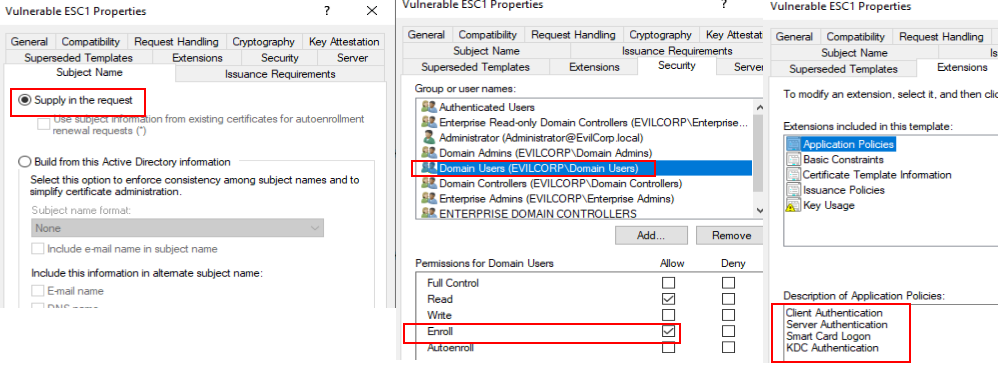 Vulnerable ESC1 Properties
?
General Compatibility Request Handling Cryptography Key Attestation
Superseded Templates Extensions Security Server
Subject Name Issuance Requirements
Supply in the request
Use subject information from existing certificates for autoenrollment
renewal requests (*)
Build from this Active Directory information
Select this option to enforce consistency among subject names and to
simplify certificate administration.
Subject name format:
None
Include e-mail name in subject name
Include this information in alternate subject name:
E-mail name
Vulnerable ESC1 Properties
?
General Compatibility Request Handling Cryptography Key Attestat
Subject Name Issuance Requirements
Superseded Templates Extensions Security Server
Group or user names:
Authenticated Users
Enterprise Read-only Domain Controllers (EVILCORP\Enterprise...
Administrator (Administrator@EvilCorp.local)
Domain Admins (EVILCORP\Domain Admins)
Domain Users (EVILCORP\Domain Users)
Domain Controllers (EVILCORP\Domain Controllers)
Enterprise Admins (EVILCORP\Enterprise Admins)
ENTERPRISE DOMAIN CONTROLLERS
Add... Remove
Permissions for Domain Users Allow Deny
Full Control
Read
Write
Enroll
Autoenroll
Vulnerable ESC1 Properties
General Compatibility Request Handling
Subject Name Is
Superseded Templates Extensions
To modify an extension, select it, and then clic
Extensions included in this template:
Application Policies
Basic Constraints
Certificate Template Information
Issuance Policies
Key Usage
Description of Application Policies:
Client Authentication
Server Authentication
Smart Card Logon
KDC Authentication